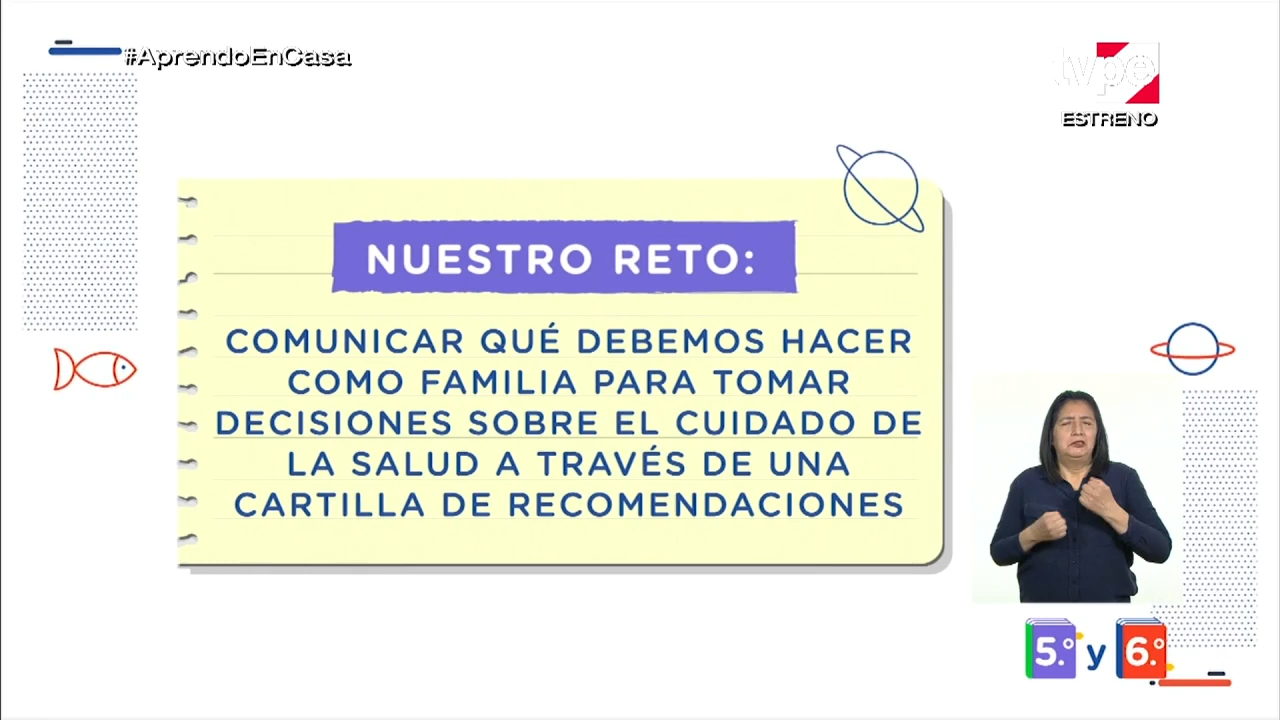 #AprendoEnCasa
tvpe
ESTRENO
NUESTRO RETO:
COMUNICAR QUÉ DEBEMOS HACER
COMO FAMILIA PARA TOMAR
DECISIONES SOBRE EL CUIDADO DE
LA SALUD A TRAVÉS DE UNA
CARTILLA DE RECOMENDACIONES
5.º y 6.º